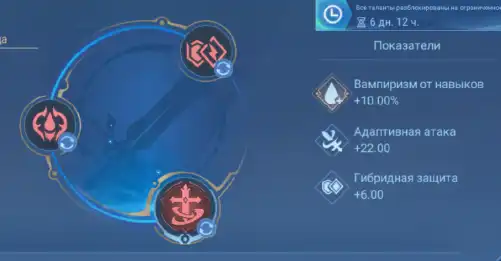 Все таланты разблокированы на ограниченное
6 дн. 12 ч.
ца
Показатели
Вампиризм от навыков
+10.00%
Адаптивная атака
+22.00
Гибридная защита
+6.00